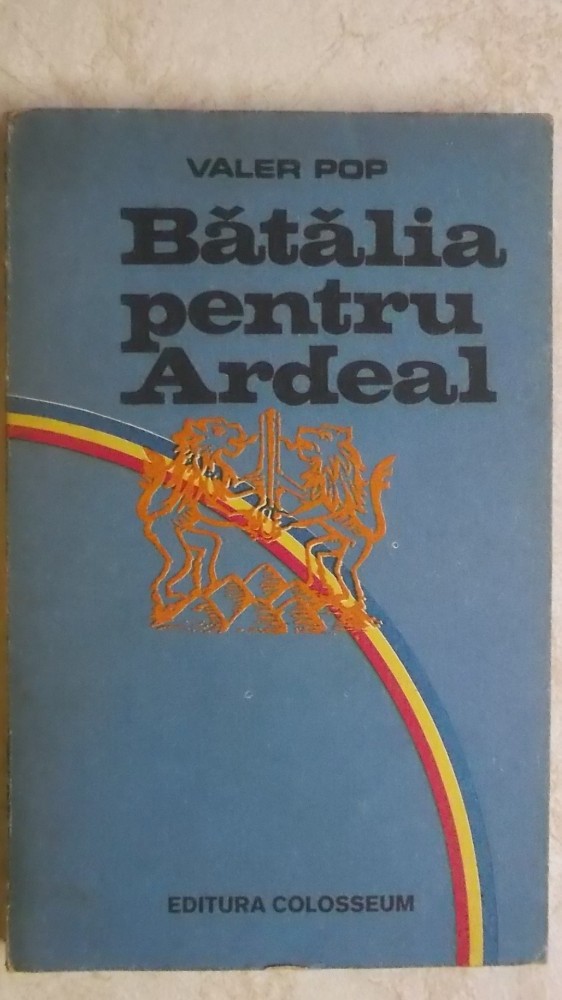 VALER POP
Bătălia
pentru
Ardeal
EDITURA COLOSSEUM